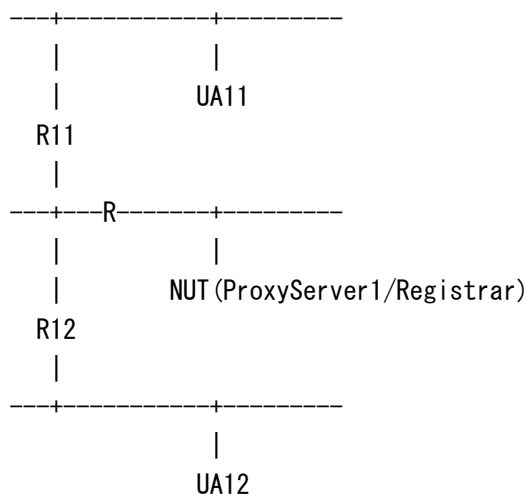 ---+-----------+---------
|           |
|          UA11
R11
|
---+---R-------+---------
|           |
|       NUT(ProxyServer1/Registrar)
R12
|
---+-----------+---------
|
UA12